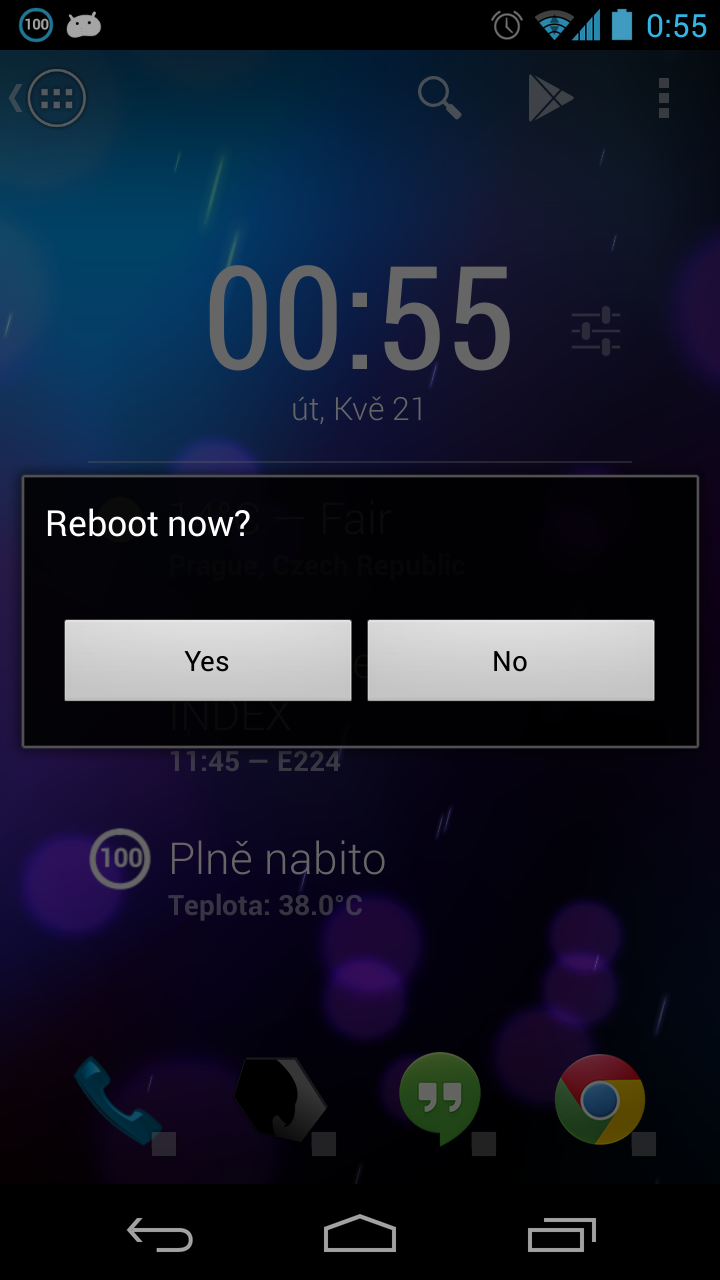 100
0:55
00:55
út, Kvě 21
Reboot now?
— Fair
Prague, Czech Republic
Yes
No
INDEX
11:45 — E224
100
Plně nabito
Teplota: 38.0°C